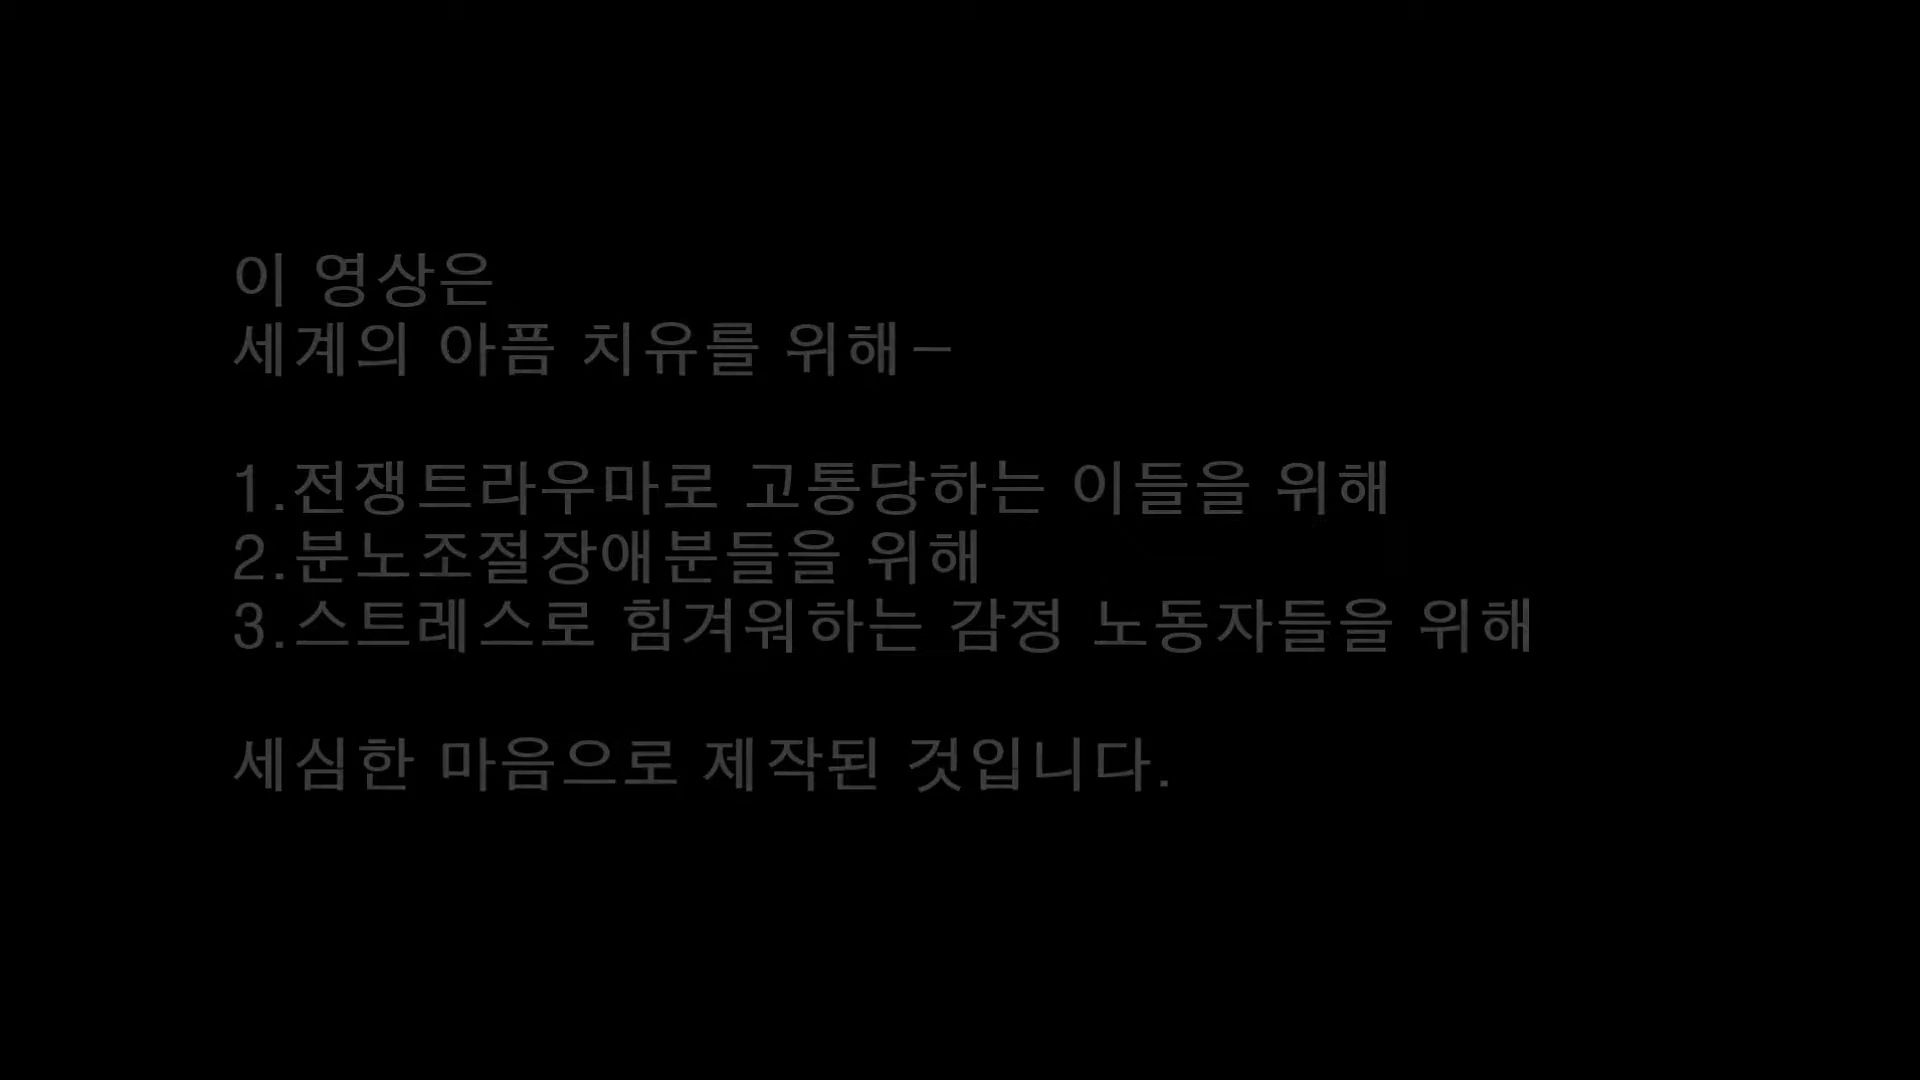 이 영상은
세계의 아픔 치유를 위해–
1.전쟁트라우마로 고통당하는 이들을 위해
2.분노조절장애분들을 위해
3.스트레스로 힘겨워하는 감정 노동자들을 위해
세심한 마음으로 제작된 것입니다.